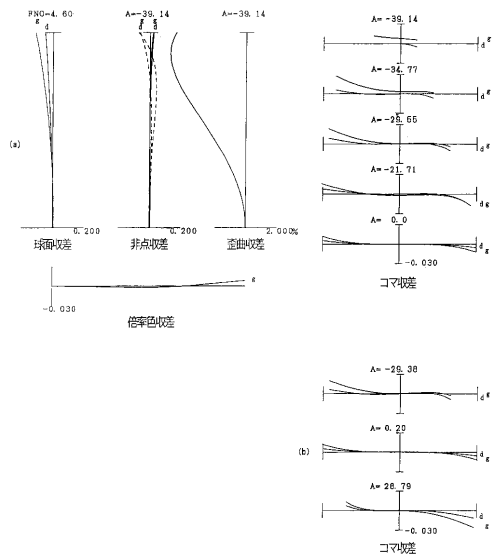 FNO=4.60
g
d
A=-39.14
g
d
A=-39.14
(a)
0.200
球面収差
0.200
非点収差
2.000%
歪曲収差
g
-0.030
倍率色収差
A= -39.14
d g
A= -34.77
d g
A= -29.66
d g
A= -21.71
d g
A= 0.0
d g
-0.030
コマ収差
(b)
A= -29.38
d g
A= 0.20
d g
A= 28.79
d
g
-0.030
コマ収差